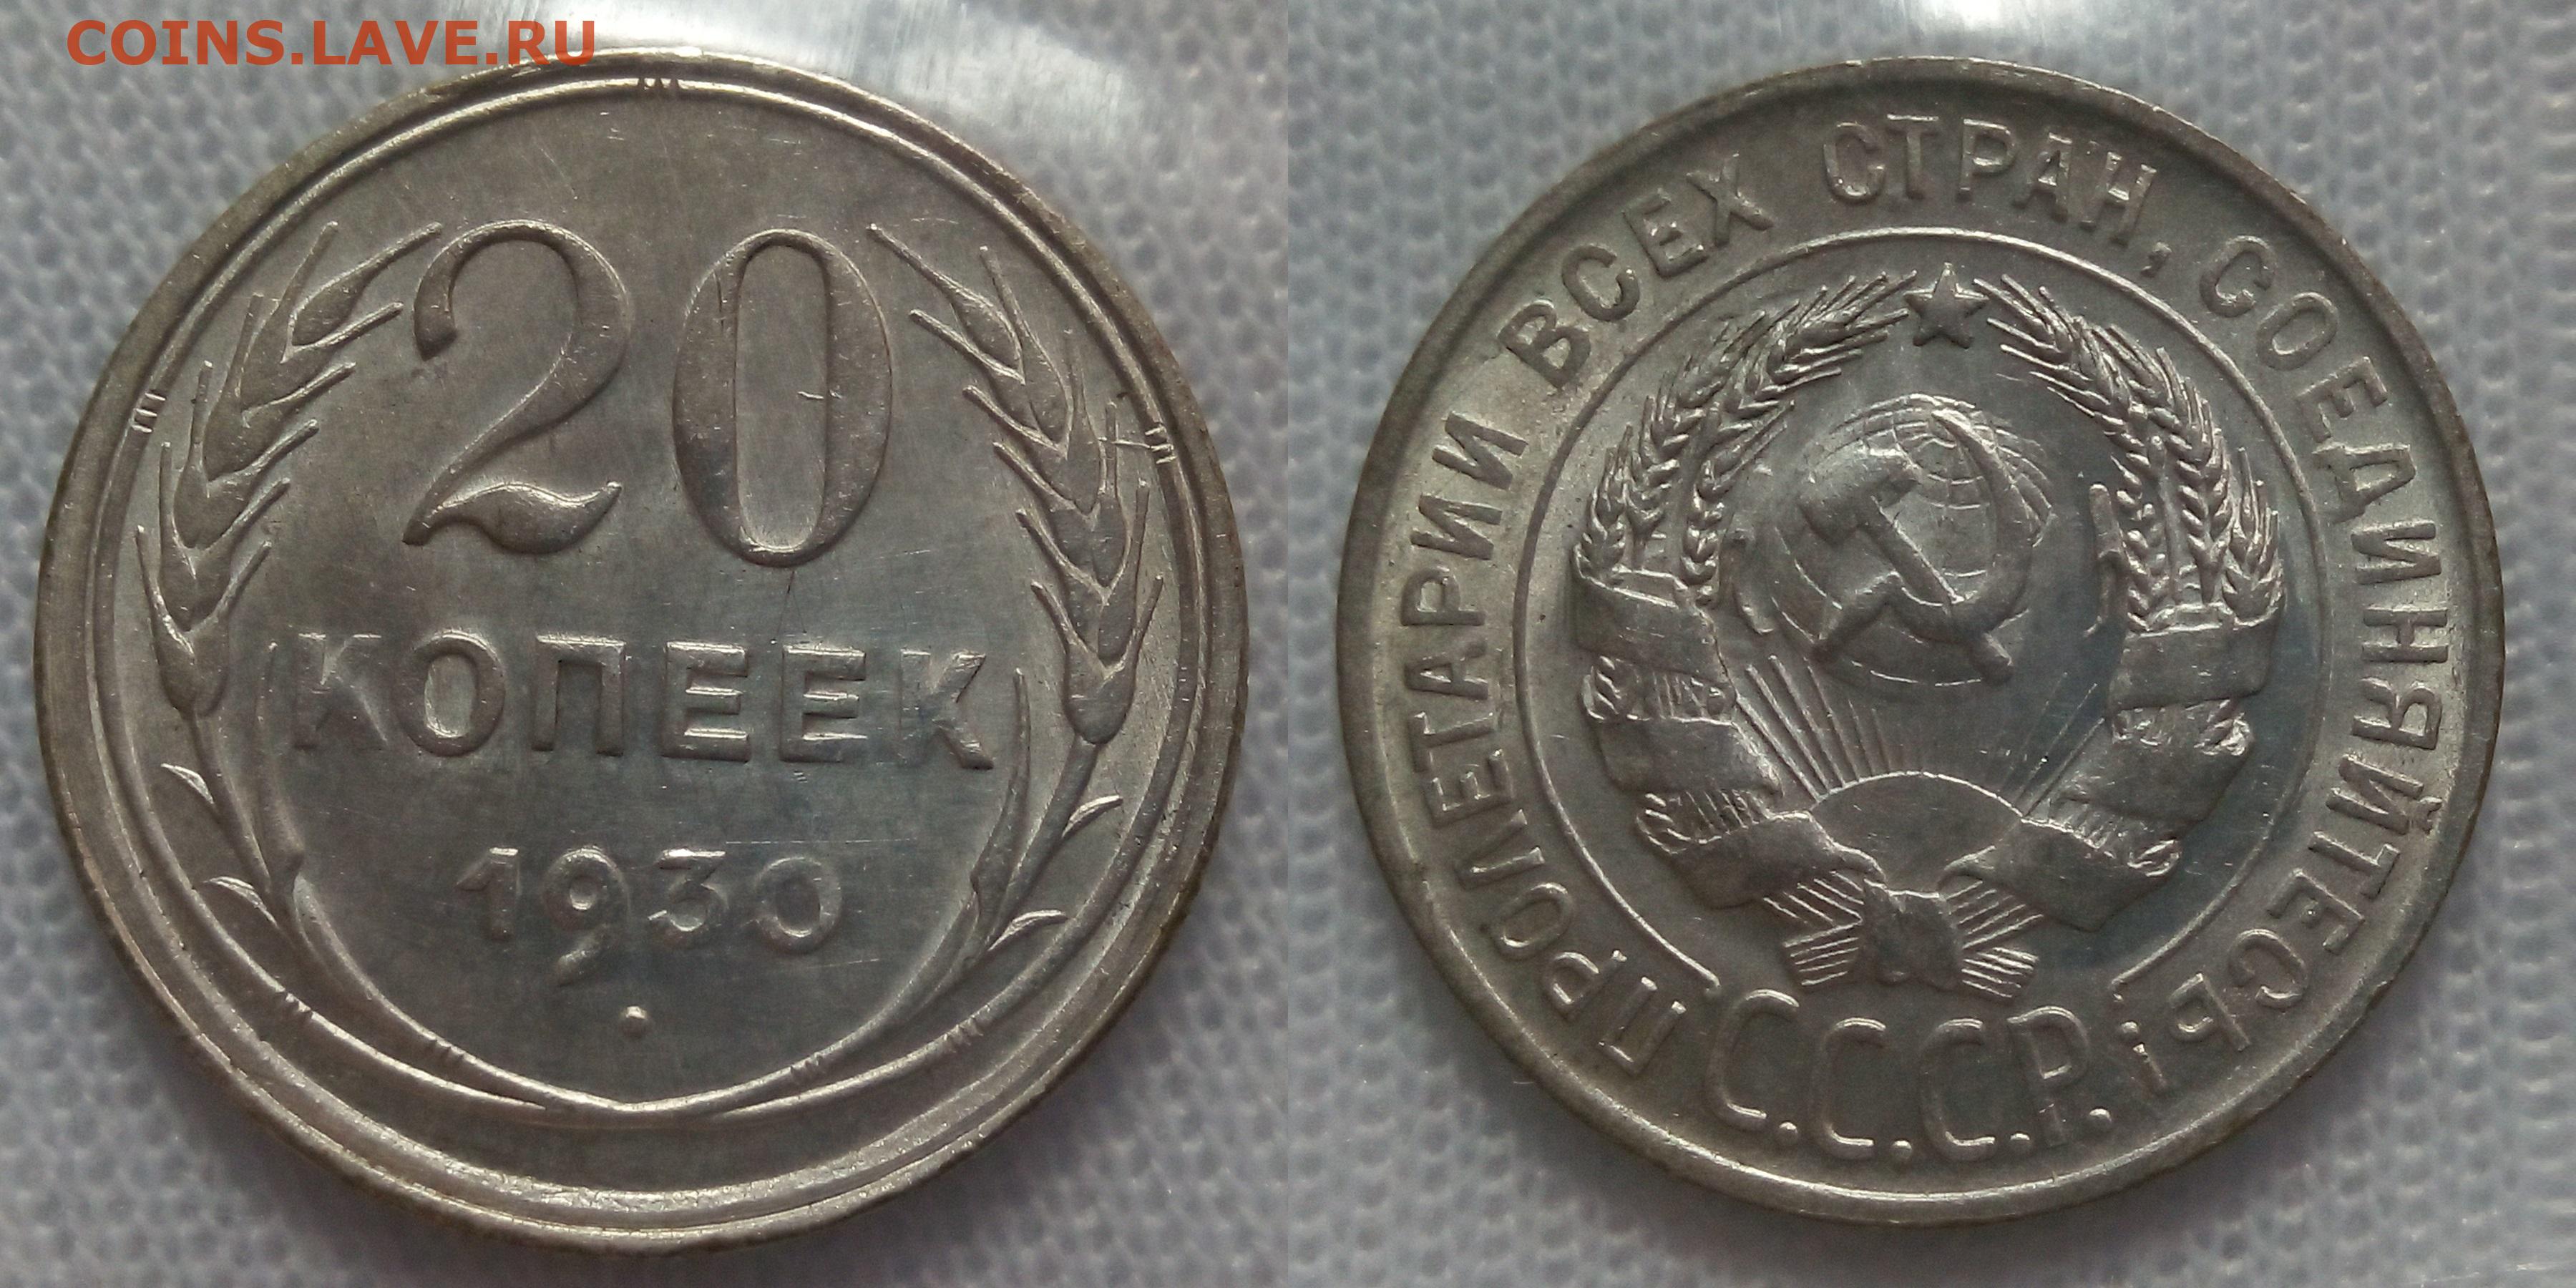 COINS.LAVE.RU
20
КОПЕЕК
1930
ПРОЛЕТАРИИ ВСЕХ СТРАН, СОЕДИНЯЙТЕСЬ!
С.С.С.Р.